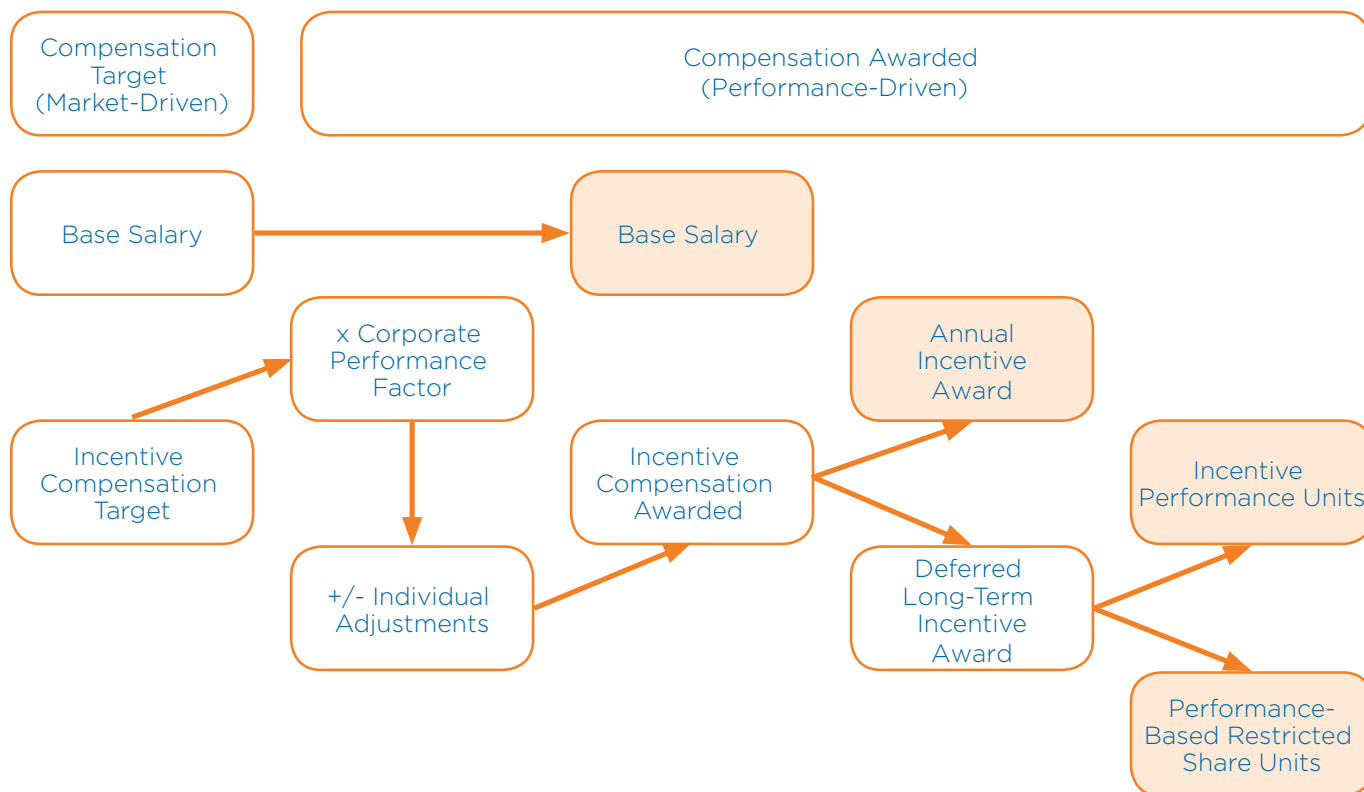 Compensation
Target
(Market-Driven)
Compensation Awarded
(Performance-Driven)
Base Salary
Base Salary
x Corporate
Performance
Factor
Annual
Incentive
Award
Incentive
Compensation
Target
Incentive
Compensation
Awarded
Incentive
Performance Units
+/- Individual
Adjustments
Deferred
Long-Term
Incentive
Award
Performance-
Based Restricted
Share Units